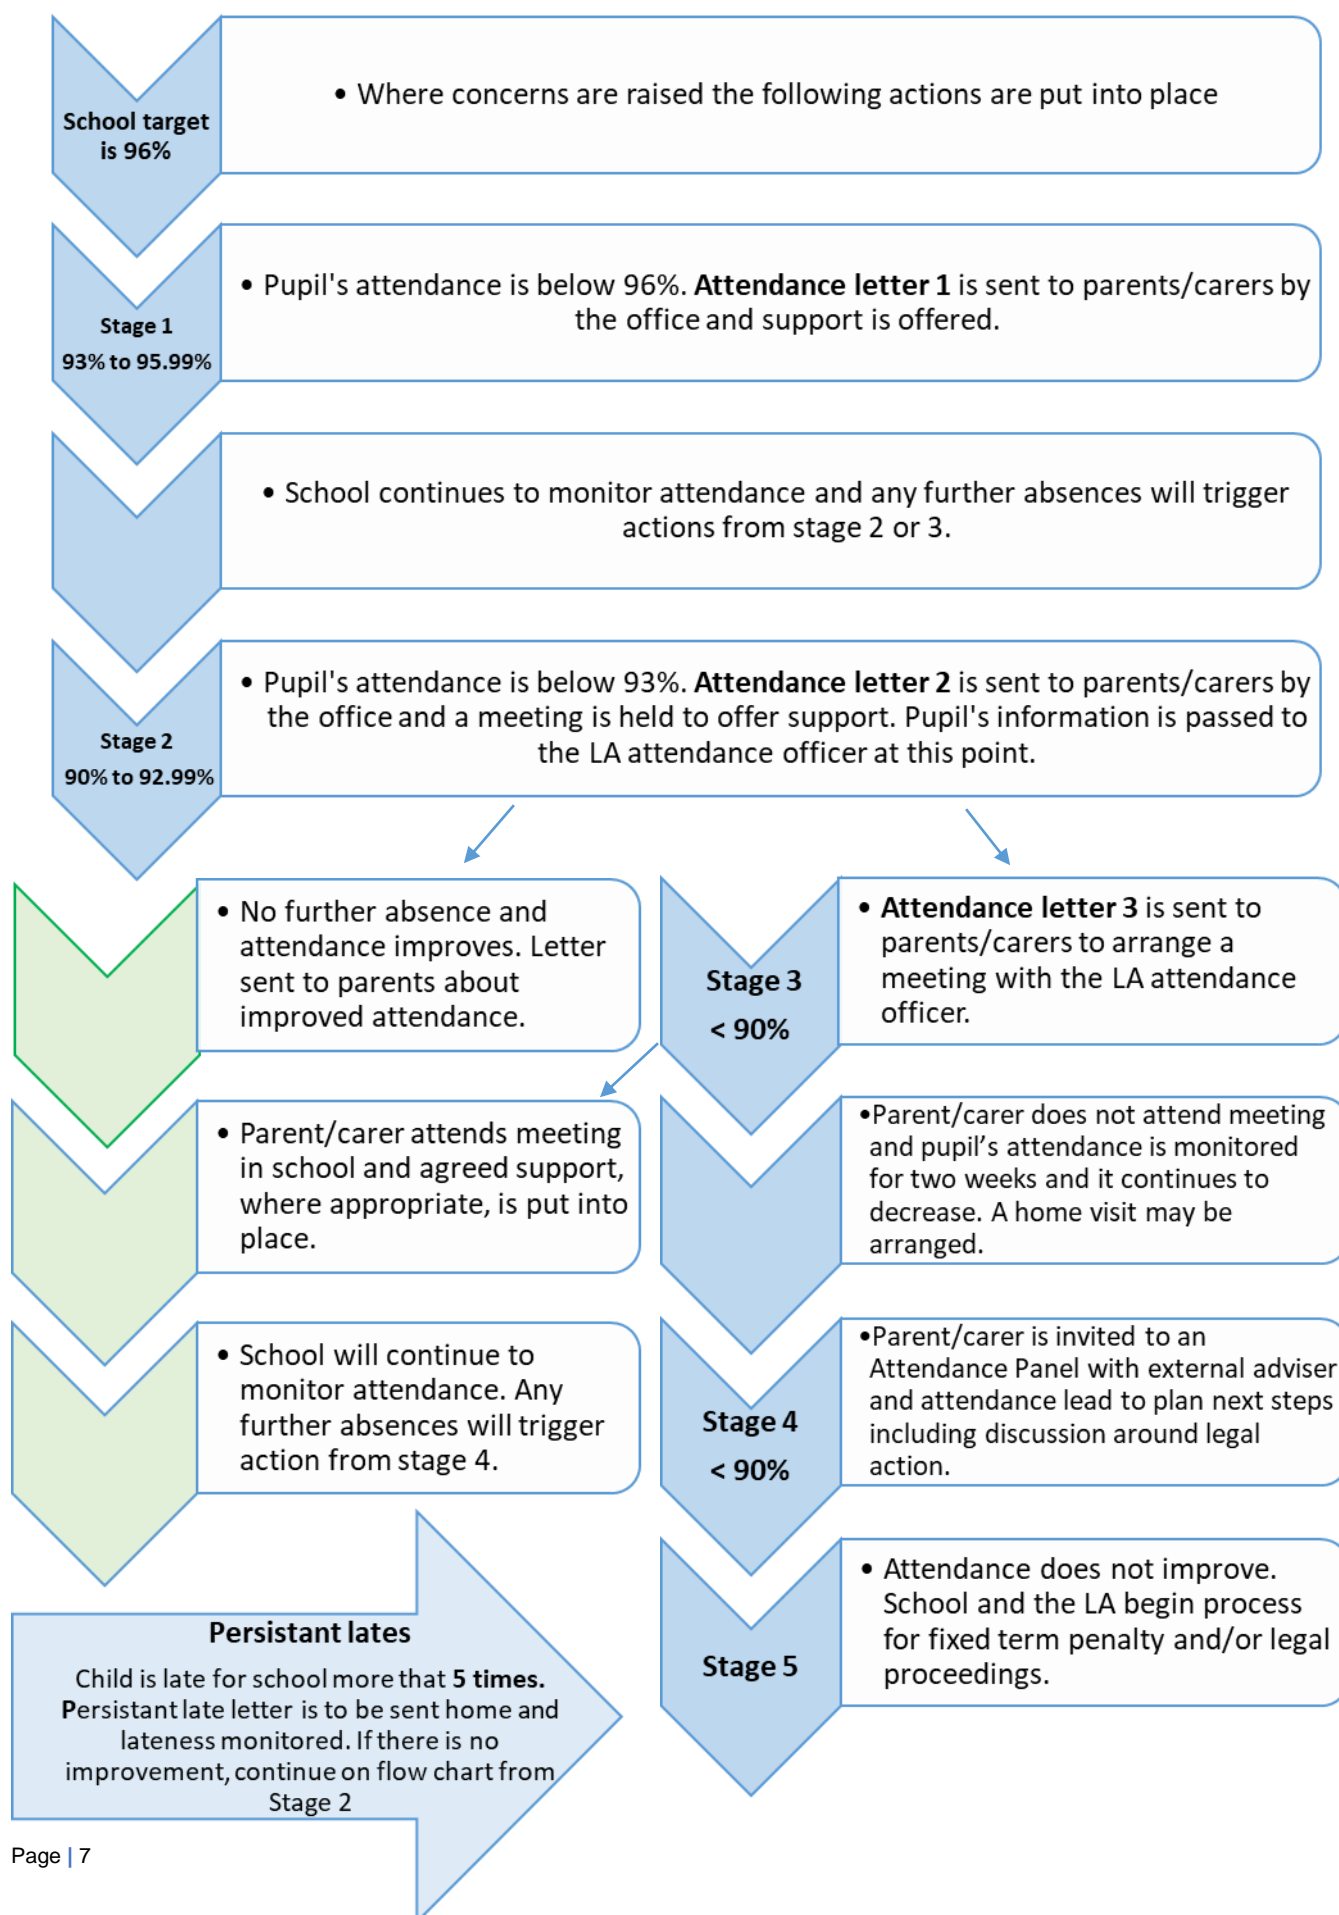 School target
is 96%
• Where concerns are raised the following actions are put into place
Stage 1
93% to 95.99%
• Pupil's attendance is below 96%. Attendance letter 1 is sent to parents/carers by
the office and support is offered.
• School continues to monitor attendance and any further absences will trigger
actions from stage 2 or 3.
Stage 2
90% to 92.99%
• Pupil's attendance is below 93%. Attendance letter 2 is sent to parents/carers by
the office and a meeting is held to offer support. Pupil's information is passed to
the LA attendance officer at this point.
• No further absence and
attendance improves. Letter
sent to parents about
improved attendance.
Stage 3
< 90%
• Attendance letter 3 is sent to
parents/carers to arrange a
meeting with the LA attendance
officer.
• Parent/carer attends meeting
in school and agreed support,
where appropriate, is put into
place.
•Parent/carer does not attend meeting
and pupil’s attendance is monitored
for two weeks and it continues to
decrease. A home visit may be
arranged.
• School will continue to
monitor attendance. Any
further absences will trigger
action from stage 4.
Stage 4
< 90%
•Parent/carer is invited to an
Attendance Panel with external adviser
and attendance lead to plan next steps
including discussion around legal
action.
Persistant lates
Child is late for school more that 5 times.
Persistant late letter is to be sent home and
lateness monitored. If there is no
improvement, continue on flow chart from
Stage 2
Stage 5
• Attendance does not improve.
School and the LA begin process
for fixed term penalty and/or legal
proceedings.
Page | 7